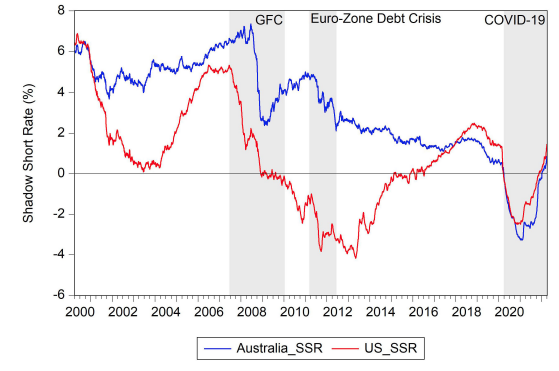 GFC
Euro-Zone Debt Crisis
COVID-19
Shadow Short Rate (%)
8
6
4
2
0
-2
-4
-6
2000 2002 2004 2006 2008 2010 2012 2014 2016 2018 2020
Australia_SSR US_SSR